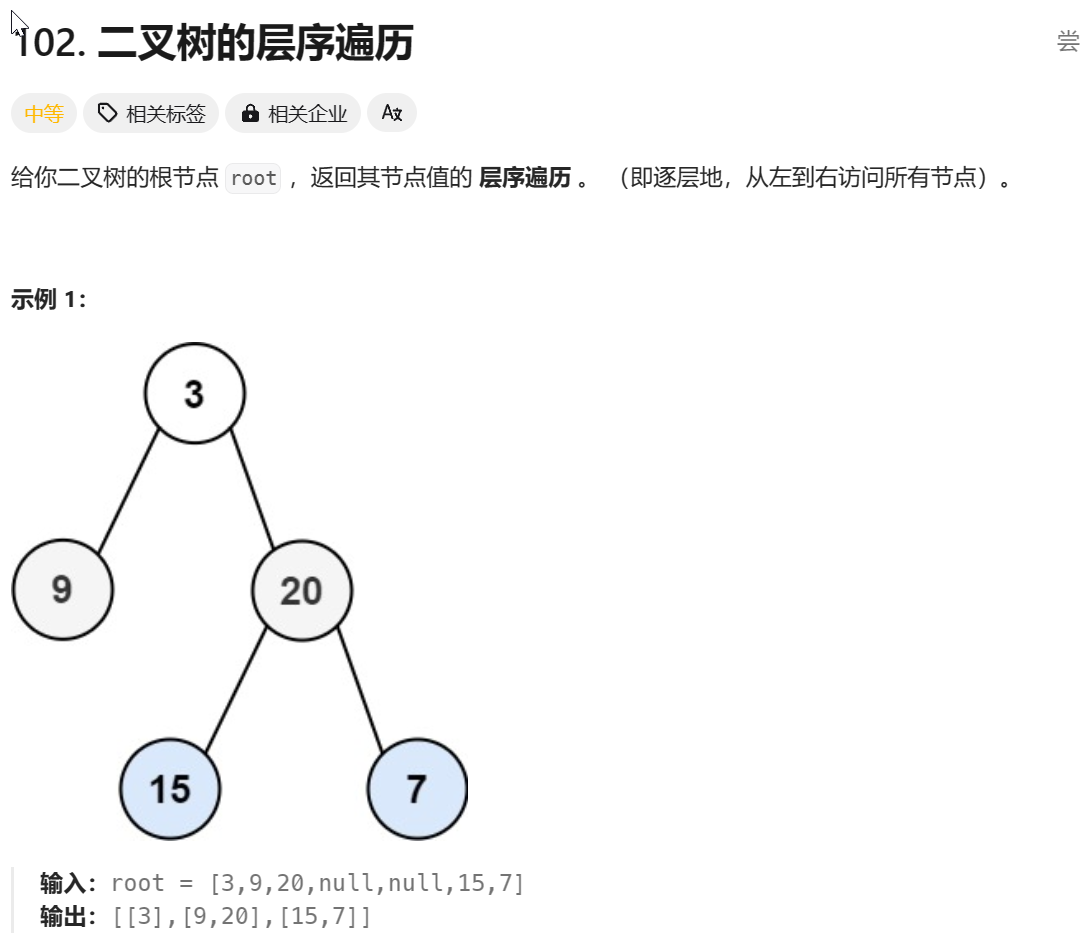 102. 二叉树的层序遍历
尝
中等 相关标签 相关企业 A文
给你二叉树的根节点 root ，返回其节点值的 层序遍历 。 （即逐层地，从左到右访问所有节点）。
示例 1：
3
9
20
15
7
输入：root = [3,9,20,null,null,15,7]
输出：[[3],[9,20],[15,7]]